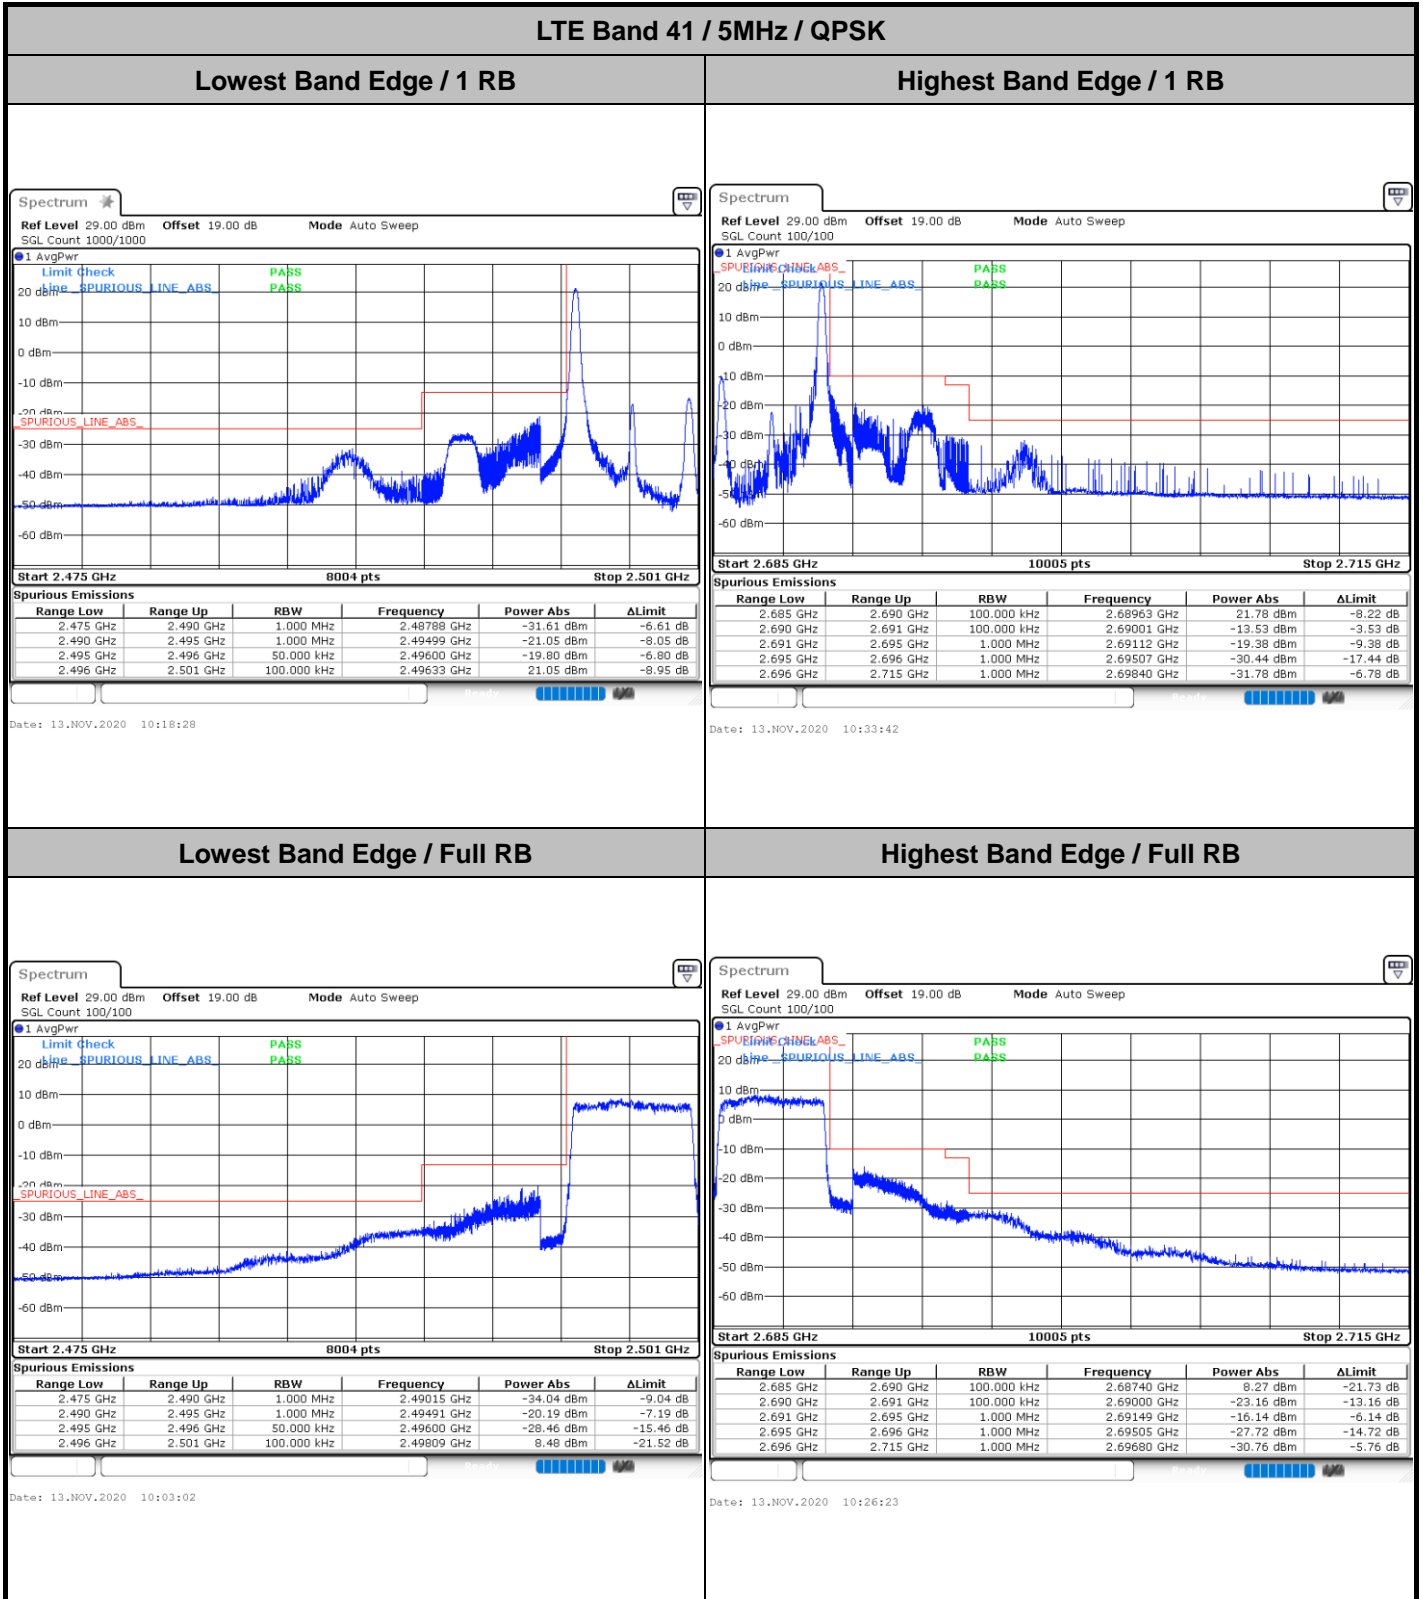 LTE Band 41 / 5MHz / QPSK
Lowest Band Edge / 1 RB
Highest Band Edge / 1 RB
Spectrum
Ref Level 29.00 dBm Offset 19.00 dB Mode Auto Sweep
SGL Count 1000/1000
1 AvgPwr
Limit Check PASS
Line _SPURIOUS_LINE_ABS_ PASS
20 dBm
10 dBm
0 dBm
-10 dBm
-20 dBm
_SPURIOUS_LINE_ABS_
-30 dBm
-40 dBm
-50 dBm
-60 dBm
Start 2.475 GHz 8004 pts Stop 2.501 GHz
Spurious Emissions
Range Low Range Up RBW Frequency Power Abs ΔLimit
2.475 GHz 2.490 GHz 1.000 MHz 2.48788 GHz -31.61 dBm -6.61 dB
2.490 GHz 2.495 GHz 1.000 MHz 2.49499 GHz -21.05 dBm -8.05 dB
2.495 GHz 2.496 GHz 50.000 kHz 2.49600 GHz -19.80 dBm -6.80 dB
2.496 GHz 2.501 GHz 100.000 kHz 2.49633 GHz 21.05 dBm -8.95 dB
Ready
Date: 13.NOV.2020 10:18:28
Spectrum
Ref Level 29.00 dBm Offset 19.00 dB Mode Auto Sweep
SGL Count 100/100
1 AvgPwr
_SPURIOUS_LINE_ABS_
Limit Check PASS
Line _SPURIOUS_LINE_ABS_ PASS
20 dBm
10 dBm
0 dBm
-10 dBm
-20 dBm
-30 dBm
-40 dBm
-60 dBm
Start 2.685 GHz 10005 pts Stop 2.715 GHz
Spurious Emissions
Range Low Range Up RBW Frequency Power Abs ΔLimit
2.685 GHz 2.690 GHz 100.000 kHz 2.68963 GHz 21.78 dBm -8.22 dB
2.690 GHz 2.691 GHz 100.000 kHz 2.69001 GHz -13.53 dBm -3.53 dB
2.691 GHz 2.695 GHz 1.000 MHz 2.69112 GHz -19.38 dBm -9.38 dB
2.695 GHz 2.696 GHz 1.000 MHz 2.69507 GHz -30.44 dBm -17.44 dB
2.696 GHz 2.715 GHz 1.000 MHz 2.69840 GHz -31.78 dBm -6.78 dB
Ready
Date: 13.NOV.2020 10:33:42
Lowest Band Edge / Full RB
Highest Band Edge / Full RB
Spectrum
Ref Level 29.00 dBm Offset 19.00 dB Mode Auto Sweep
SGL Count 100/100
1 AvgPwr
Limit Check PASS
Line _SPURIOUS_LINE_ABS_ PASS
20 dBm
10 dBm
0 dBm
-10 dBm
-20 dBm
_SPURIOUS_LINE_ABS_
-30 dBm
-40 dBm
-50 dBm
-60 dBm
Start 2.475 GHz 8004 pts Stop 2.501 GHz
Spurious Emissions
Range Low Range Up RBW Frequency Power Abs ΔLimit
2.475 GHz 2.490 GHz 1.000 MHz 2.49015 GHz -34.04 dBm -9.04 dB
2.490 GHz 2.495 GHz 1.000 MHz 2.49491 GHz -20.19 dBm -7.19 dB
2.495 GHz 2.496 GHz 50.000 kHz 2.49600 GHz -28.46 dBm -15.46 dB
2.496 GHz 2.501 GHz 100.000 kHz 2.49809 GHz 8.48 dBm -21.52 dB
Ready
Date: 13.NOV.2020 10:03:02
Spectrum
Ref Level 29.00 dBm Offset 19.00 dB Mode Auto Sweep
SGL Count 100/100
1 AvgPwr
_SPURIOUS_LINE_ABS_
Limit Check PASS
Line _SPURIOUS_LINE_ABS_ PASS
20 dBm
10 dBm
0 dBm
-10 dBm
-20 dBm
-30 dBm
-40 dBm
-50 dBm
-60 dBm
Start 2.685 GHz 10005 pts Stop 2.715 GHz
Spurious Emissions
Range Low Range Up RBW Frequency Power Abs ΔLimit
2.685 GHz 2.690 GHz 100.000 kHz 2.68740 GHz 8.27 dBm -21.73 dB
2.690 GHz 2.691 GHz 100.000 kHz 2.69000 GHz -23.16 dBm -13.16 dB
2.691 GHz 2.695 GHz 1.000 MHz 2.69149 GHz -16.14 dBm -6.14 dB
2.695 GHz 2.696 GHz 1.000 MHz 2.69505 GHz -27.72 dBm -14.72 dB
2.696 GHz 2.715 GHz 1.000 MHz 2.69680 GHz -30.76 dBm -5.76 dB
Ready
Date: 13.NOV.2020 10:26:23